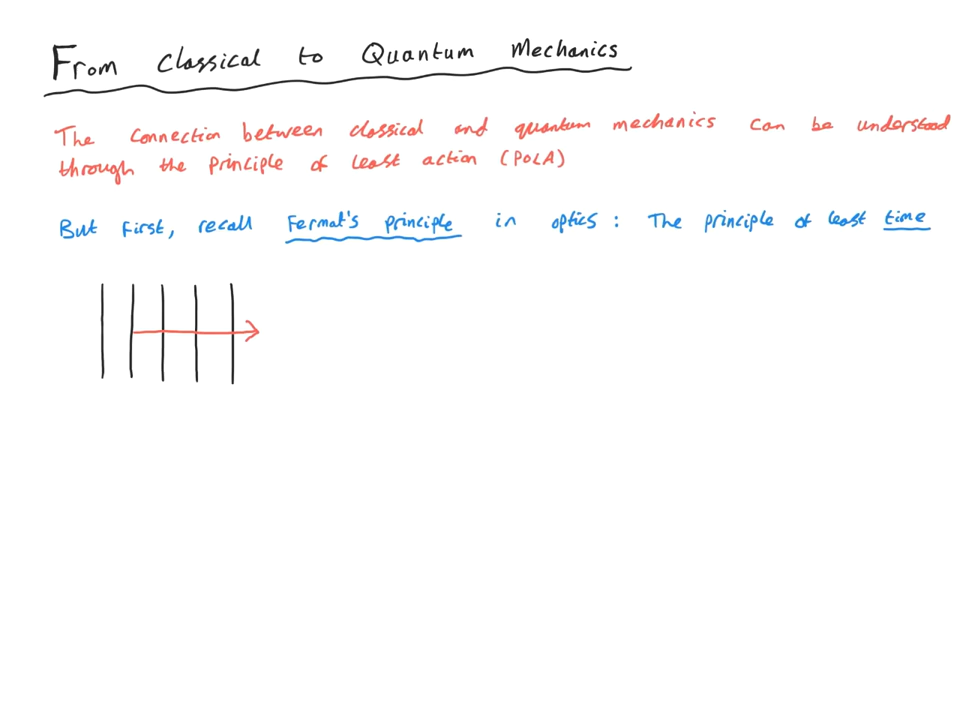 From Classical to Quantum Mechanics
The connection between classical and quantum mechanics can be understood
through the principle of least action (PoLA)
But first, recall Fermat's principle in optics : The principle of least time